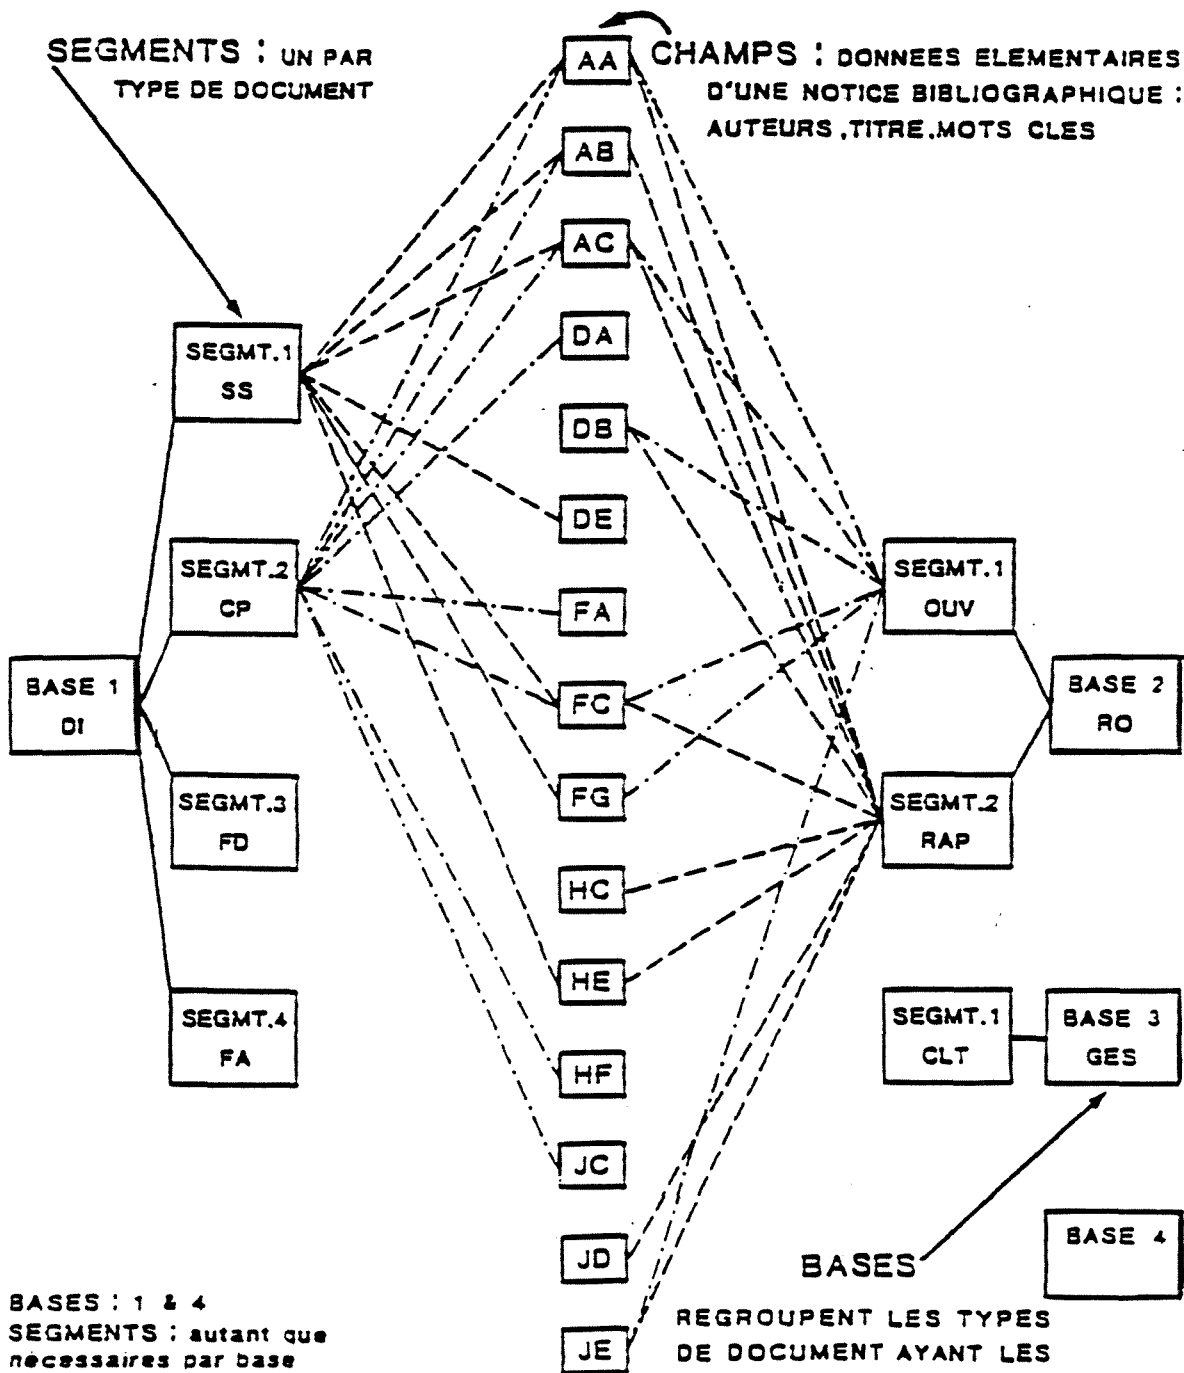 SEGMENTS : UN PAR
TYPE DE DOCUMENT
CHAMPS : DONNEES ELEMENTAIRES
D'UNE NOTICE BIBLIOGRAPHIQUE :
AUTEURS,TITRE,MOTS CLES
AA
AB
AC
DA
DB
DE
FA
FC
FG
HC
HE
HF
JC
JD
JE
SEGMT.1
SS
SEGMT.2
CP
BASE 1
DI
SEGMT.3
FD
SEGMT.4
FA
SEGMT.1
OUV
BASE 2
RO
SEGMT.2
RAP
SEGMT.1
CLT
BASE 3
GES
BASE 4
BASES
REGROUPENT LES TYPES
DE DOCUMENT AYANT LES
BASES : 1 & 4
SEGMENTS : autant que
nécessaires par base